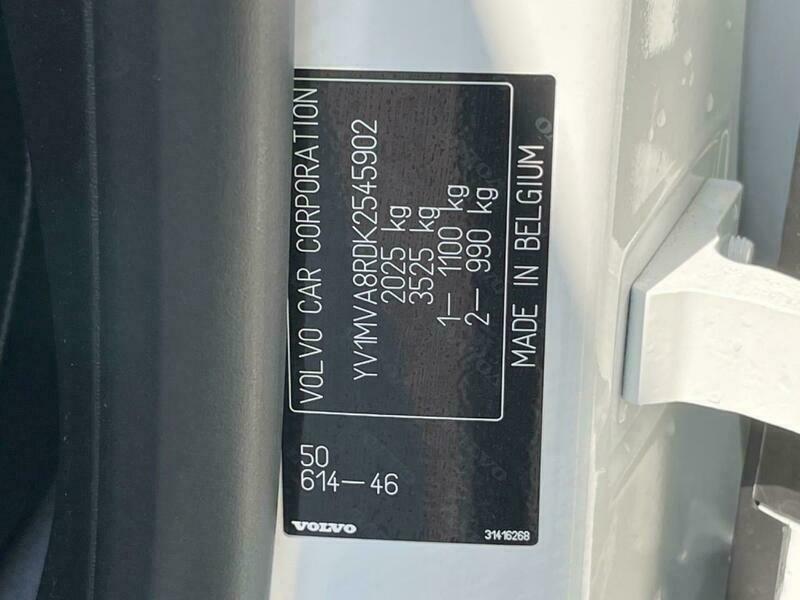 VOLVO CAR CORPORATION
YV1MVA8RDK2545902
2025 kg
3525 kg
1— 1100 kg
2— 990 kg
MADE IN BELGIUM
50
614—46
VOLVO
31416268